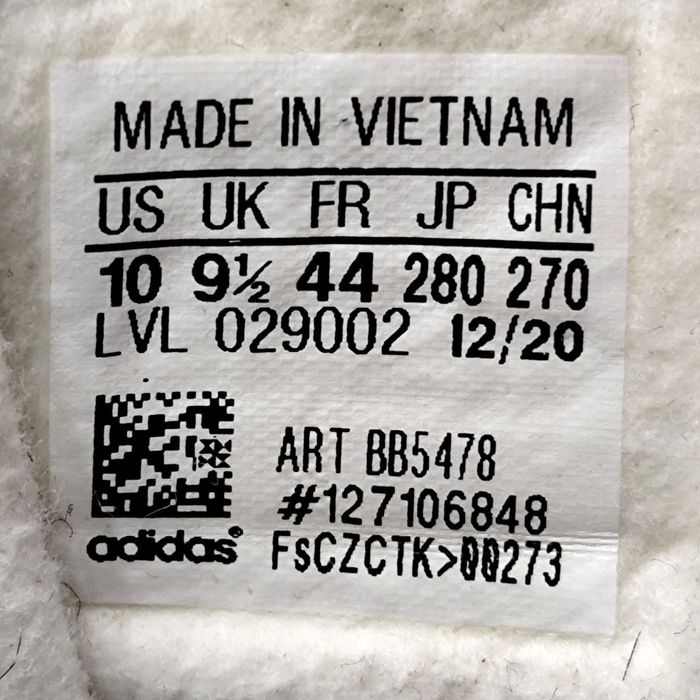 MADE IN VIETNAM
US UK FR JP CHN
10 9½ 44 280 270
LVL 029002 12/20
ART BB5478
#127106848
adidas®
FsCZCTK>00273